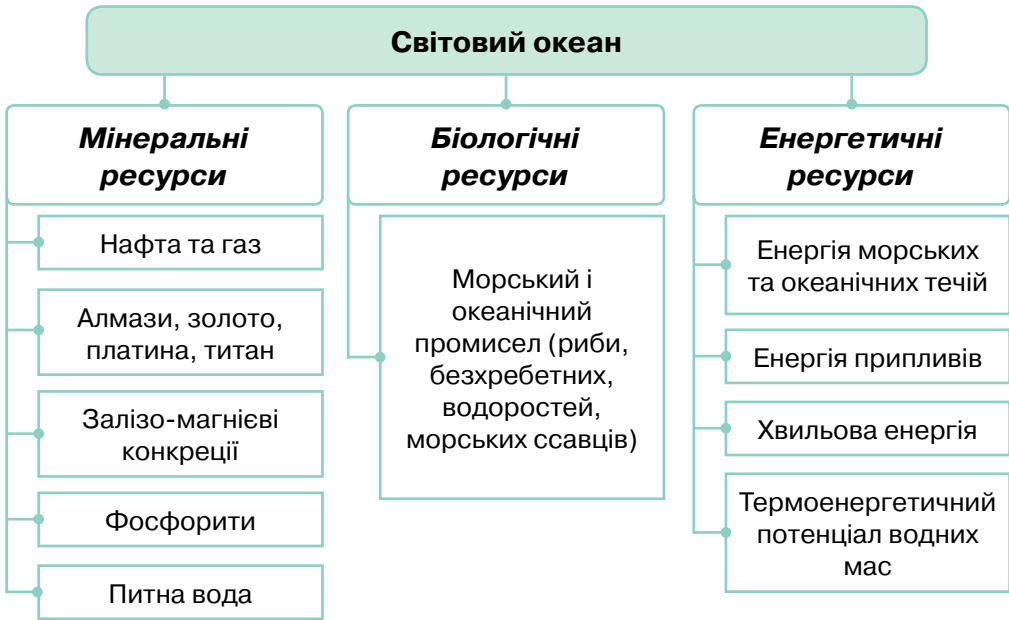 Світовий океан
Мінеральні
ресурси
Нафта та газ
Алмази, золото,
платина, титан
Залізо-магнієві
конкреції
Фосфорити
Питна вода
Біологічні
ресурси
Морський і
океанічний
промисел (риби,
безхребетних,
водоростей,
морських ссавців)
Енергетичні
ресурси
Енергія морських
та океанічних течій
Енергія припливів
Хвильова енергія
Термоенергетичний
потенціал водних
мас